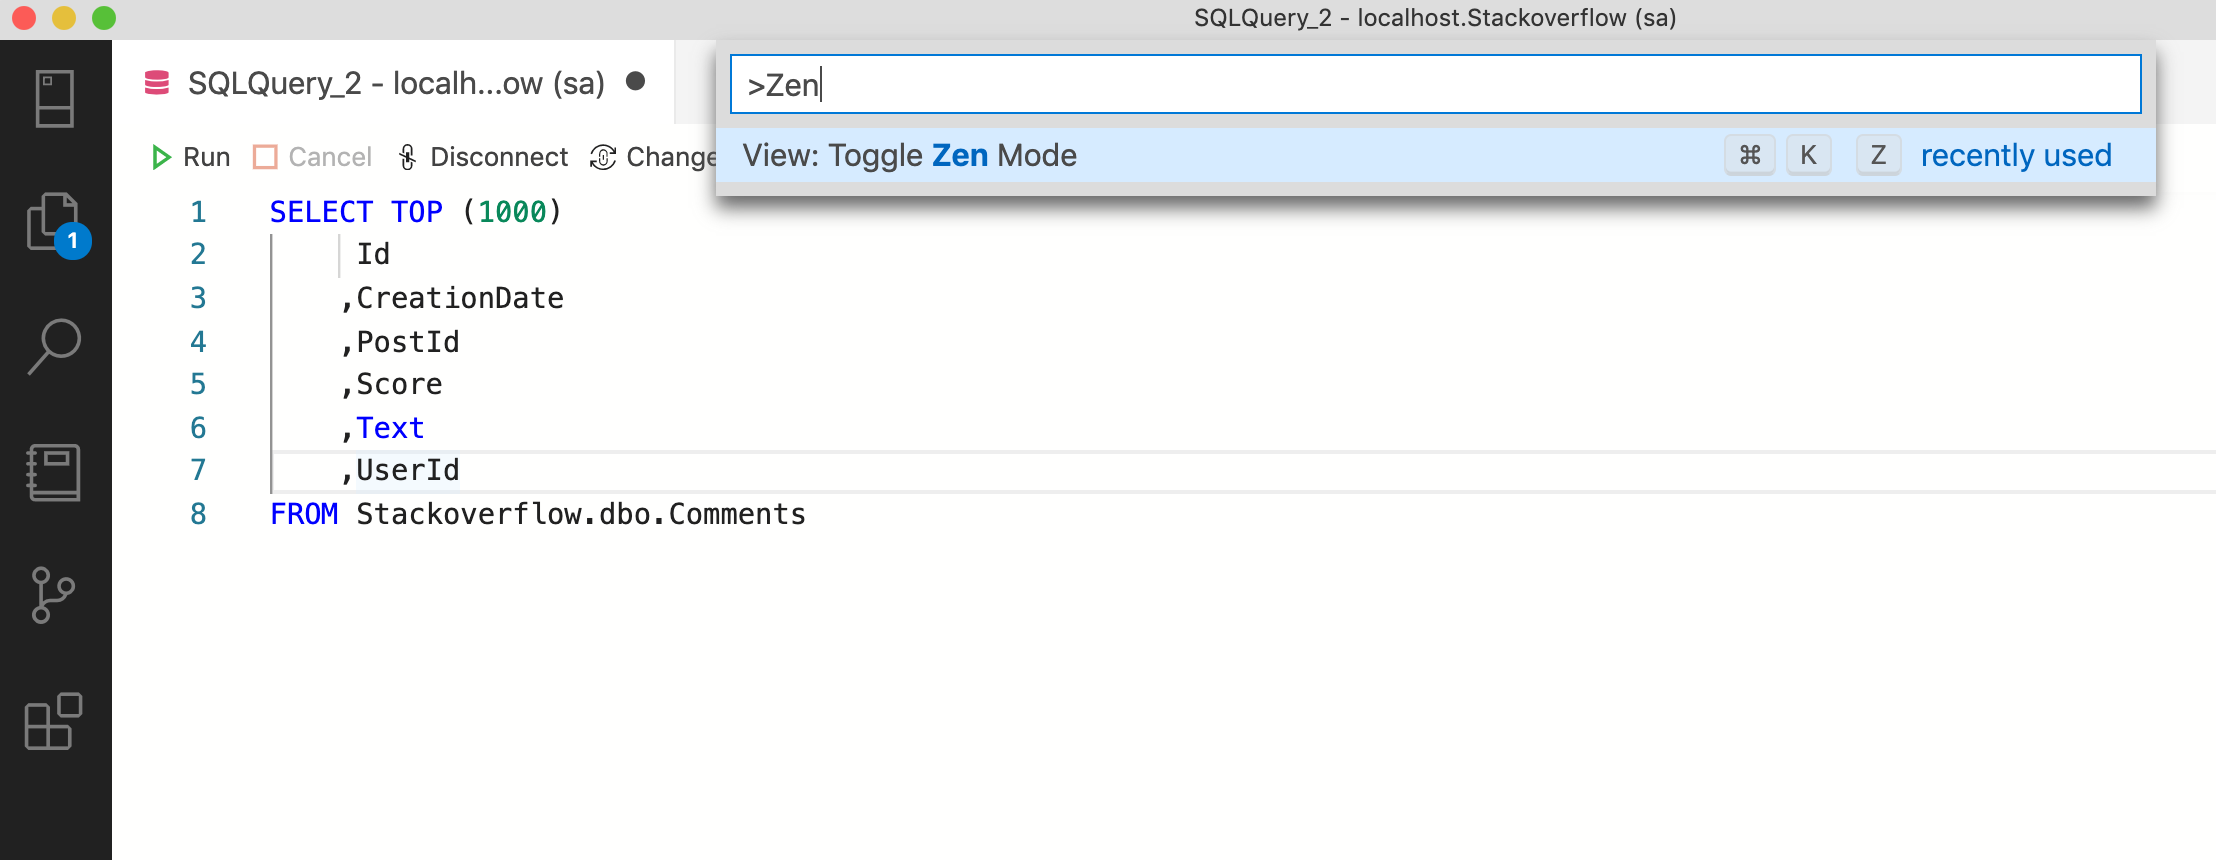 SQLQuery_2 - localhost.Stackoverflow (sa)
SQLQuery_2 - localh...ow (sa)
>Zen
View: Toggle Zen Mode ⌘ K Z recently used
Run Cancel Disconnect Change
1
1 SELECT TOP (1000)
2 Id
3 ,CreationDate
4 ,PostId
5 ,Score
6 ,Text
7 ,UserId
8 FROM Stackoverflow.dbo.Comments